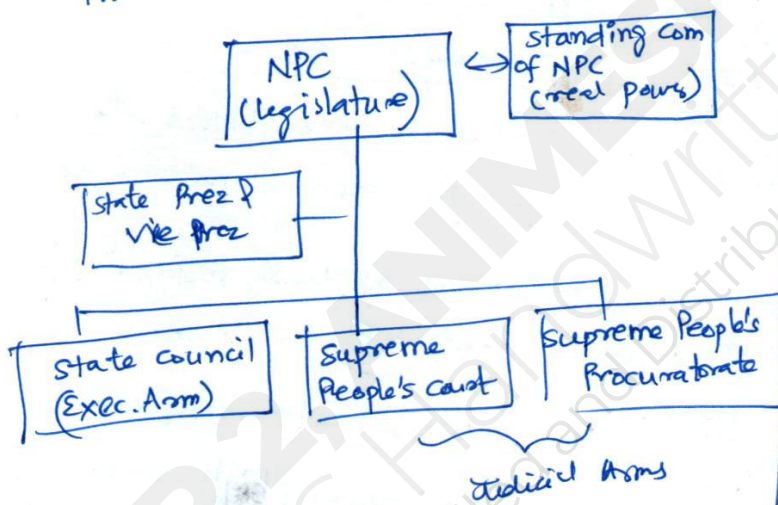 NPC
(legislature)
standing com
of NPC
(real powers)
State Prez &
vice Prez
State council
(Exec. Arm)
Supreme
People's Court
Supreme People's
Procuratorate
Judicial Arms